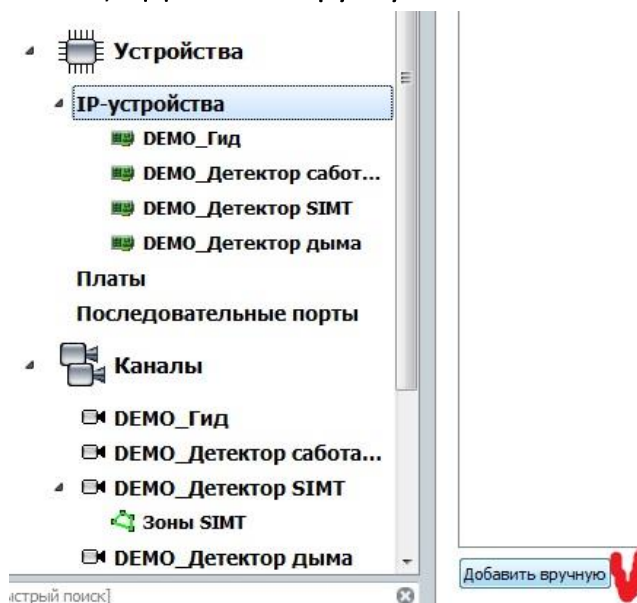 Устройства
IP-устройства
DEMO_Гид
DEMO_Детектор сабот...
DEMO_Детектор SIMT
DEMO_Детектор дыма
Платы
Последовательные порты
Каналы
DEMO_Гид
DEMO_Детектор сабота...
DEMO_Детектор SIMT
Зоны SIMT
DEMO_Детектор дыма
Добавить вручную
поиск]